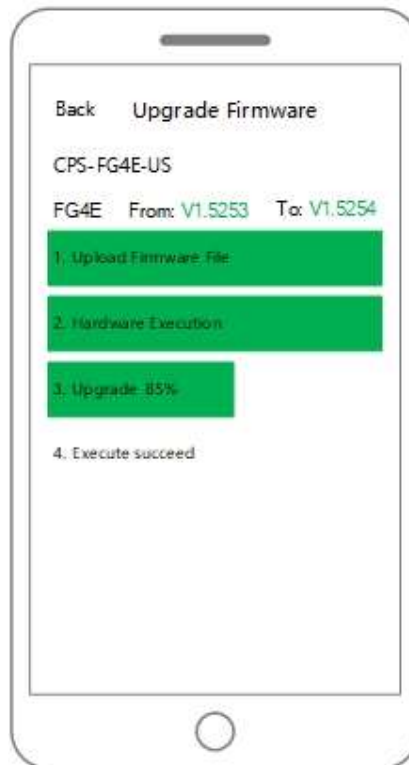 Back Upgrade Firmware
CPS-FG4E-US
FG4E From: V1.5253 To: V1.5254
1. Upload Firmware File
2. Hardware Execution
3. Upgrade 85%
4. Execute succeed